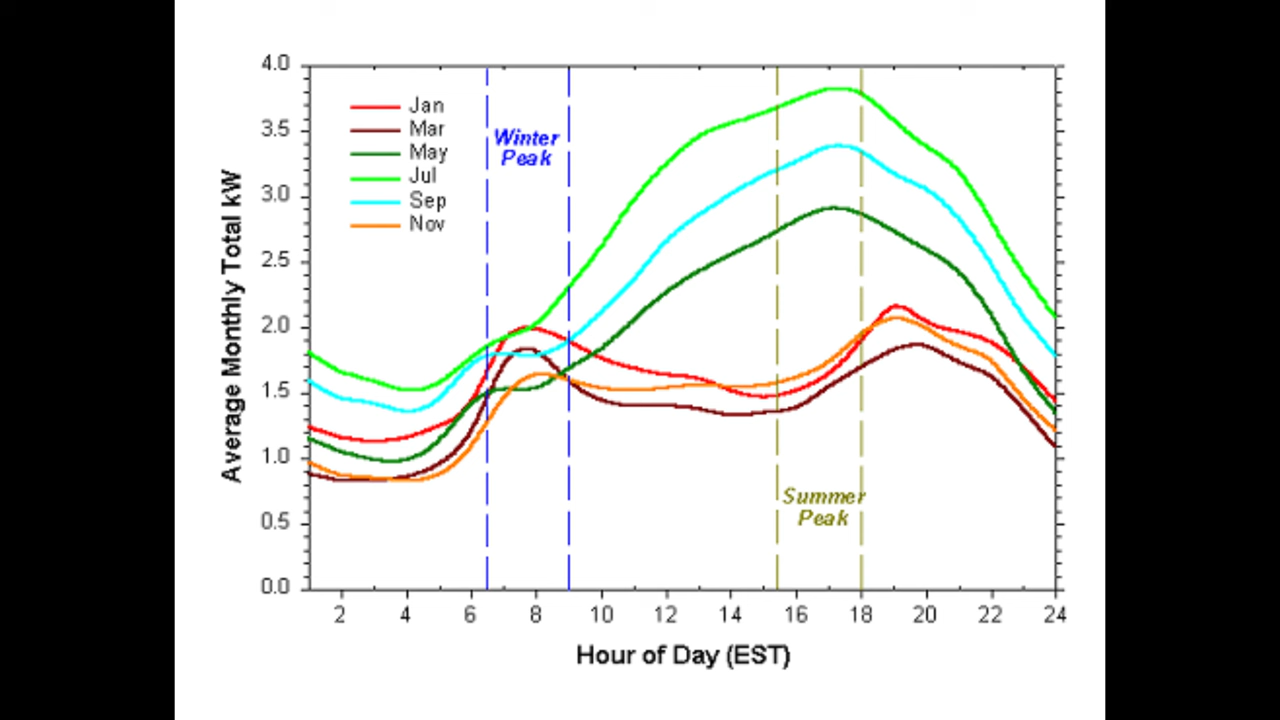 4.0
3.5
3.0
2.5
2.0
1.5
1.0
0.5
0.0
Average Monthly Total kW
Jan
Mar
May
Jul
Sep
Nov
Winter
Peak
Summer
Peak
2 4 6 8 10 12 14 16 18 20 22 24
Hour of Day (EST)